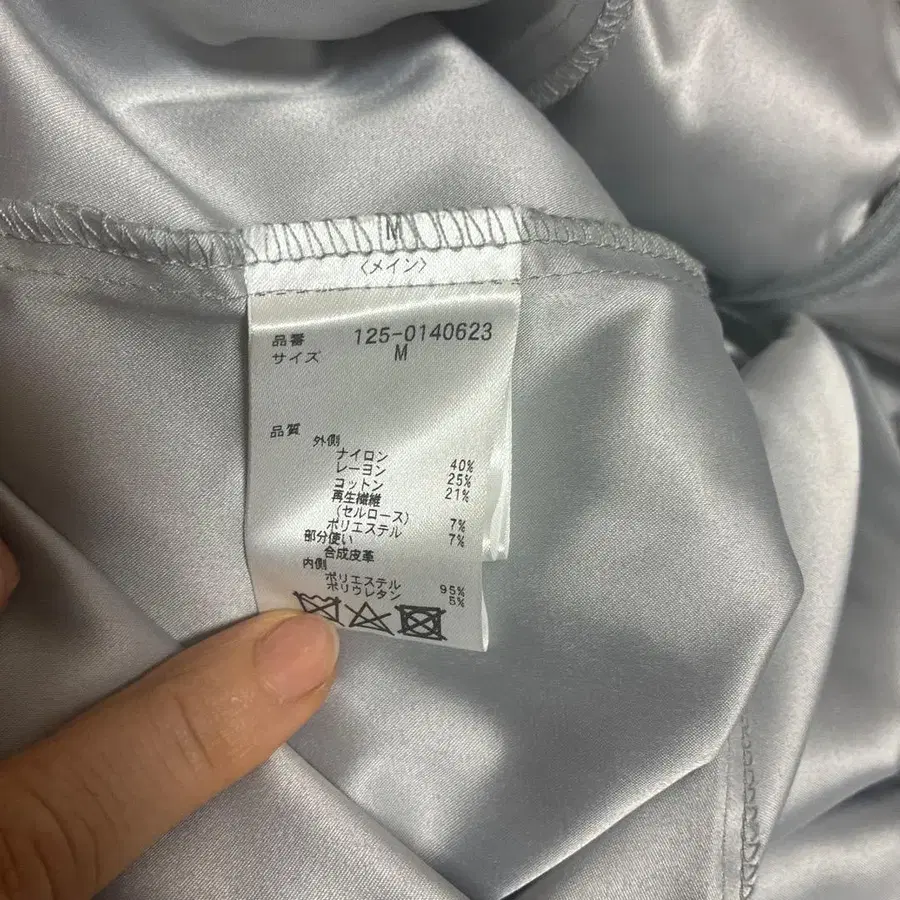 M
〈メイン〉
品番 125-0140623
サイズ M
品質
外側
ナイロン 40%
レーヨン 25%
コットン 21%
再生繊維
(セルロース) 7%
ポリエステル 7%
部分使い
合成皮革
内側
ポリエステル 95%
ポリウレタン 5%